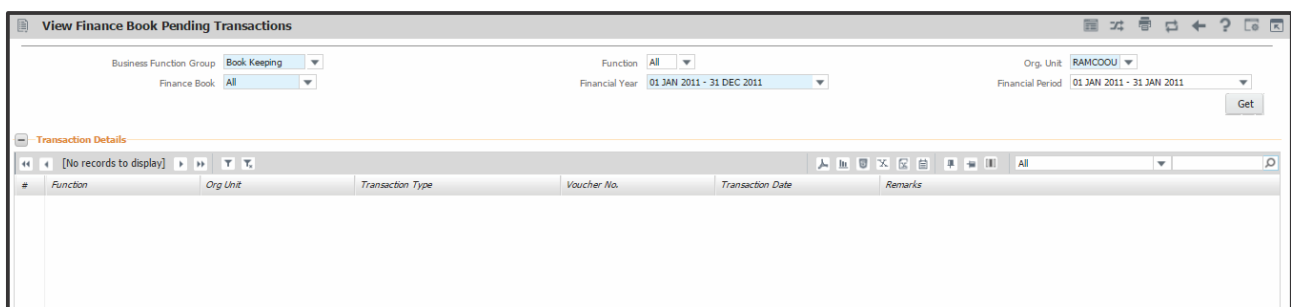 View Finance Book Pending Transactions
Business Function Group Book Keeping Function All Org. Unit RAMCOOU
Finance Book All Financial Year 01 JAN 2011 - 31 DEC 2011 Financial Period 01 JAN 2011 - 31 JAN 2011
Get
Transaction Details
[No records to display] All
# Function Org Unit Transaction Type Voucher No. Transaction Date Remarks